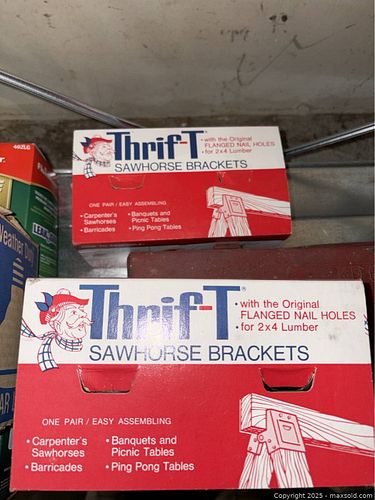 Thrif-T®
• with the Original
FLANGED NAIL HOLES
• for 2x4 Lumber
SAWHORSE BRACKETS
ONE PAIR / EASY ASSEMBLING
• Carpenter's
Sawhorses
• Barricades
• Banquets and
Picnic Tables
• Ping Pong Tables
Thrif-T®
• with the Original
FLANGED NAIL HOLES
• for 2x4 Lumber
SAWHORSE BRACKETS
ONE PAIR / EASY ASSEMBLING
• Carpenter's
Sawhorses
• Barricades
• Banquets and
Picnic Tables
• Ping Pong Tables
Copyright 2025 - maxsold.com